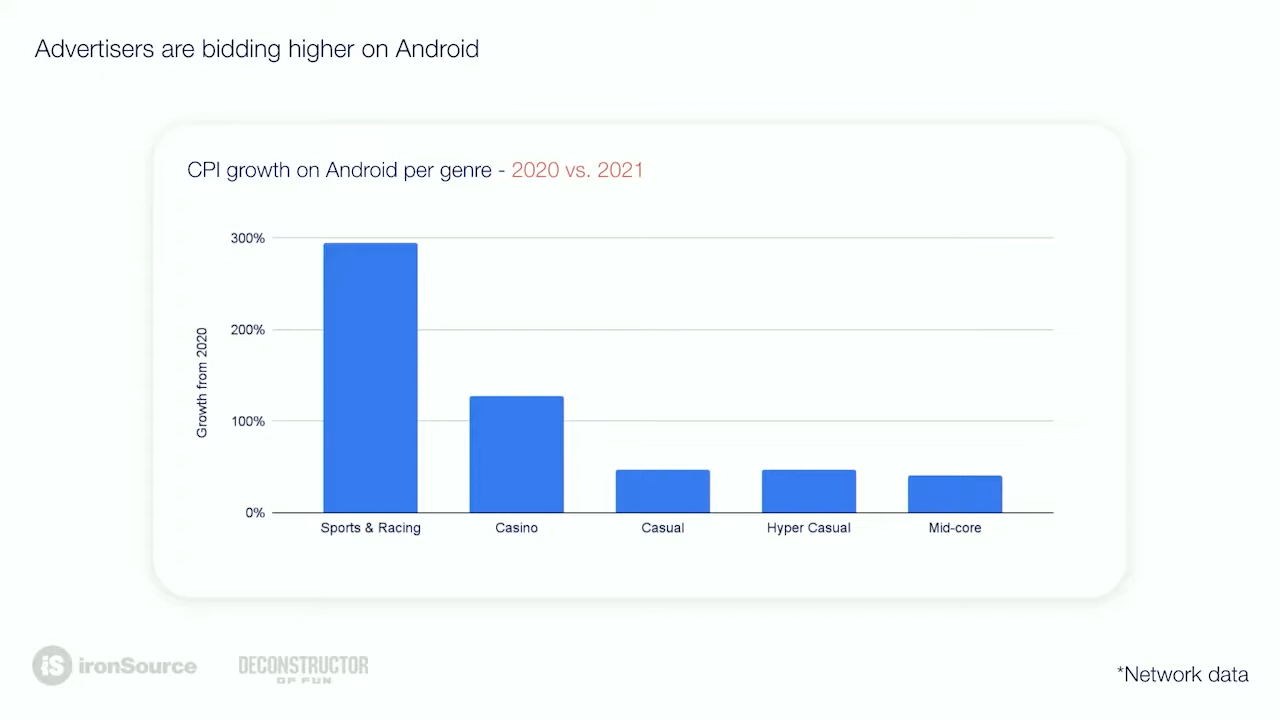 Advertisers are bidding higher on Android
CPI growth on Android per genre - 2020 vs. 2021
Growth from 2020
300%
200%
100%
0%
Sports & Racing Casino Casual Hyper Casual Mid-core
iS ironSource
DECONSTRUCTOR
OF FUN
*Network data